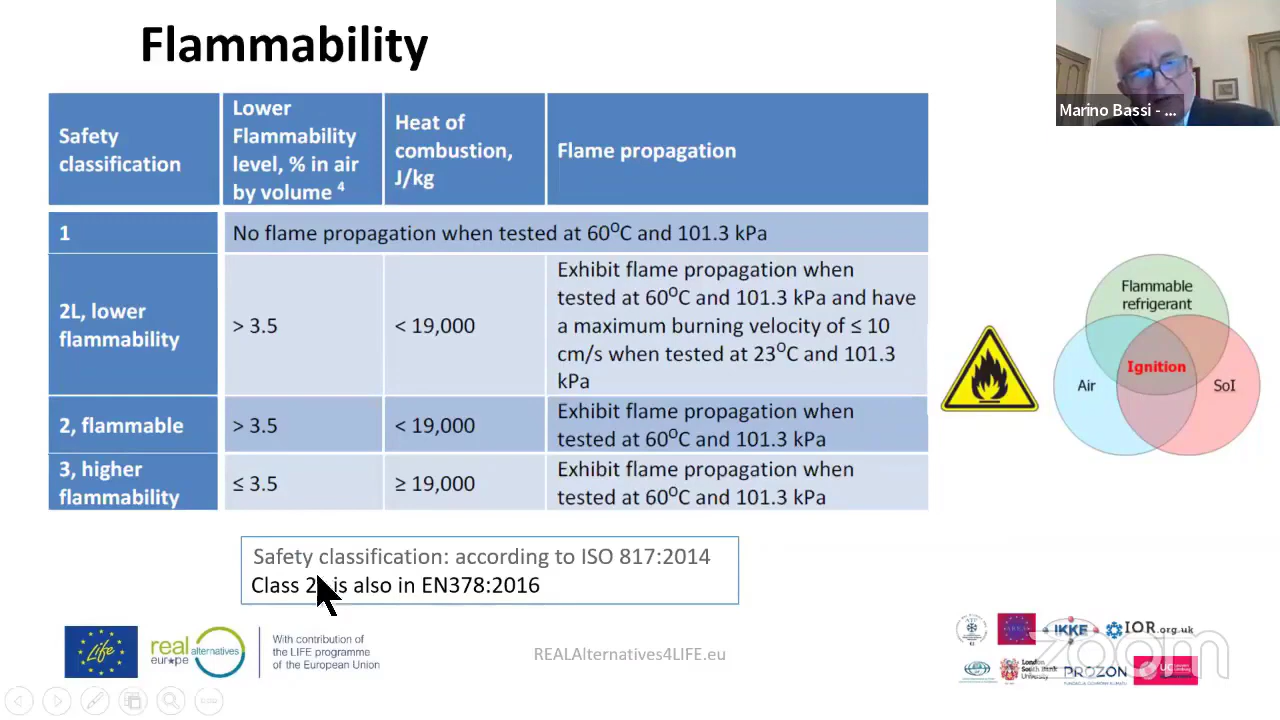 Flammability
Marino Bassi - ...
Safety
classification
Lower
Flammability
level, % in air
by volume 4
Heat of
combustion,
J/kg
Flame propagation
1
No flame propagation when tested at 60°C and 101.3 kPa
2L, lower
flammability
> 3.5
< 19,000
Exhibit flame propagation when
tested at 60°C and 101.3 kPa and have
a maximum burning velocity of ≤ 10
cm/s when tested at 23°C and 101.3
kPa
2, flammable
> 3.5
< 19,000
Exhibit flame propagation when
tested at 60°C and 101.3 kPa
3, higher
flammability
≤ 3.5
≥ 19,000
Exhibit flame propagation when
tested at 60°C and 101.3 kPa
Flammable
refrigerant
Ignition
Air
SoI
Safety classification: according to ISO 817:2014
Class is also in EN378:2016
Life
real
alternatives
europe
With contribution of
the LIFE programme
of the European Union
REALAlternatives4LIFE.eu
ATF
IKKE
IOR.org.uk
London
South Bank
University
PROZON
zoom